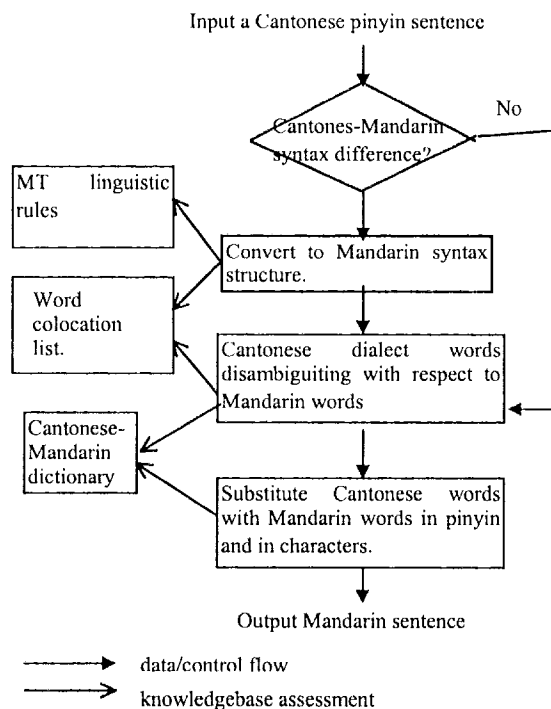 Input a Cantonese pinyin sentence
No
Cantones-Mandarin
syntax difference?
MT linguistic
rules
Convert to Mandarin syntax
structure.
Word
colocation
list.
Cantonese dialect words
disambiguiting with respect to
Mandarin words
Cantonese-
Mandarin
dictionary
Substitute Cantonese words
with Mandarin words in pinyin
and in characters.
Output Mandarin sentence
data/control flow
knowledgebase assessment